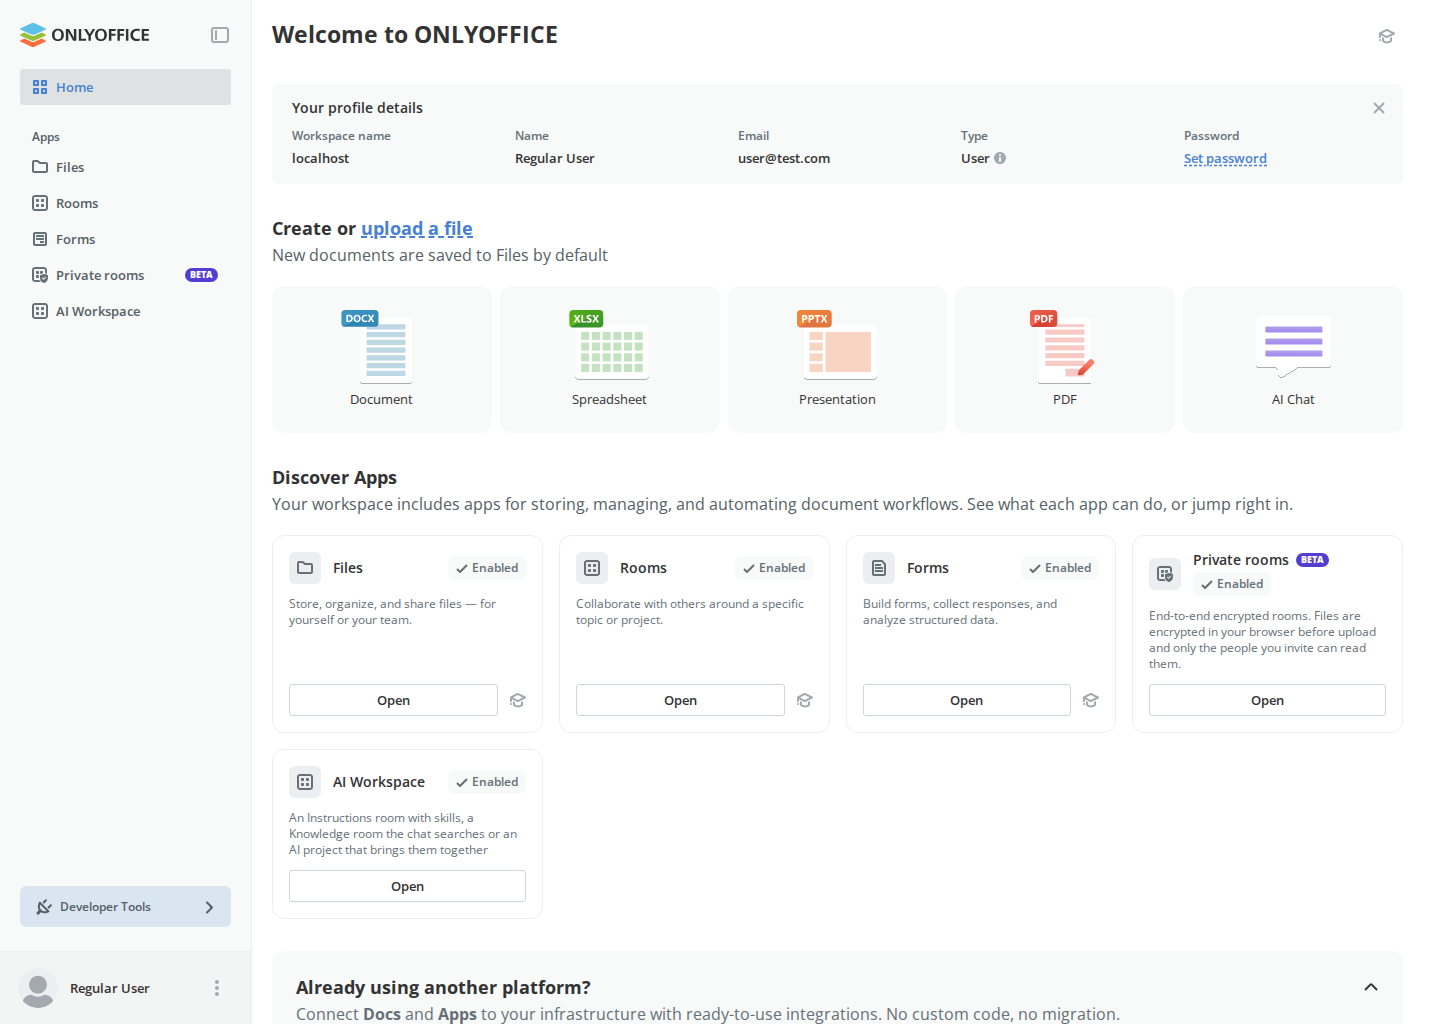 ONLYOFFICE
Home
Apps
Files
Rooms
Forms
Private rooms BETA
AI Workspace
Developer Tools
Regular User
Welcome to ONLYOFFICE
Your profile details
Workspace name
localhost
Name
Regular User
Email
user@test.com
Type
User
Password
Set password
Create or upload a file
New documents are saved to Files by default
DOCX
Document
XLSX
Spreadsheet
PPTX
Presentation
PDF
PDF
AI Chat
Discover Apps
Your workspace includes apps for storing, managing, and automating document workflows. See what each app can do, or jump right in.
Files Enabled
Store, organize, and share files — for
yourself or your team.
Open
Rooms Enabled
Collaborate with others around a specific
topic or project.
Open
Forms Enabled
Build forms, collect responses, and
analyze structured data.
Open
Private rooms BETA
Enabled
End-to-end encrypted rooms. Files are
encrypted in your browser before upload
and only the people you invite can read
them.
Open
AI Workspace Enabled
An Instructions room with skills, a
Knowledge room the chat searches or an
AI project that brings them together
Open
Already using another platform?
Connect Docs and Apps to your infrastructure with ready-to-use integrations. No custom code, no migration.